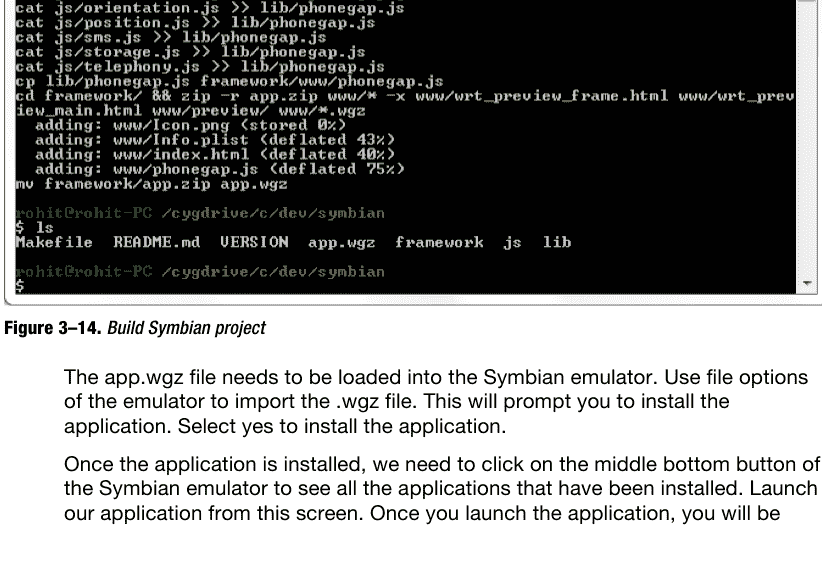 cat js/orientation.js >> lib/phonegap.js
cat js/position.js >> lib/phonegap.js
cat js/sms.js >> lib/phonegap.js
cat js/storage.js >> lib/phonegap.js
cat js/telephony.js >> lib/phonegap.js
cp lib/phonegap.js framework/www/phonegap.js
cd framework/ && zip -r app.zip www/* -x www/wrt_preview_frame.html www/wrt_prev
iew_main.html www/preview/ www/*.wgz
  adding: www/Icon.png (stored 0%)
  adding: www/Info.plist (deflated 43%)
  adding: www/index.html (deflated 40%)
  adding: www/phonegap.js (deflated 75%)
mv framework/app.zip app.wgz
rohit@rohit-PC /cygdrive/c/dev/symbian
$ ls
Makefile  README.md  VERSION  app.wgz  framework  js  lib
rohit@rohit-PC /cygdrive/c/dev/symbian
$
Figure 3–14. Build Symbian project
The app.wgz file needs to be loaded into the Symbian emulator. Use file options
of the emulator to import the .wgz file. This will prompt you to install the
application. Select yes to install the application.
Once the application is installed, we need to click on the middle bottom button of
the Symbian emulator to see all the applications that have been installed. Launch
our application from this screen. Once you launch the application, you will be